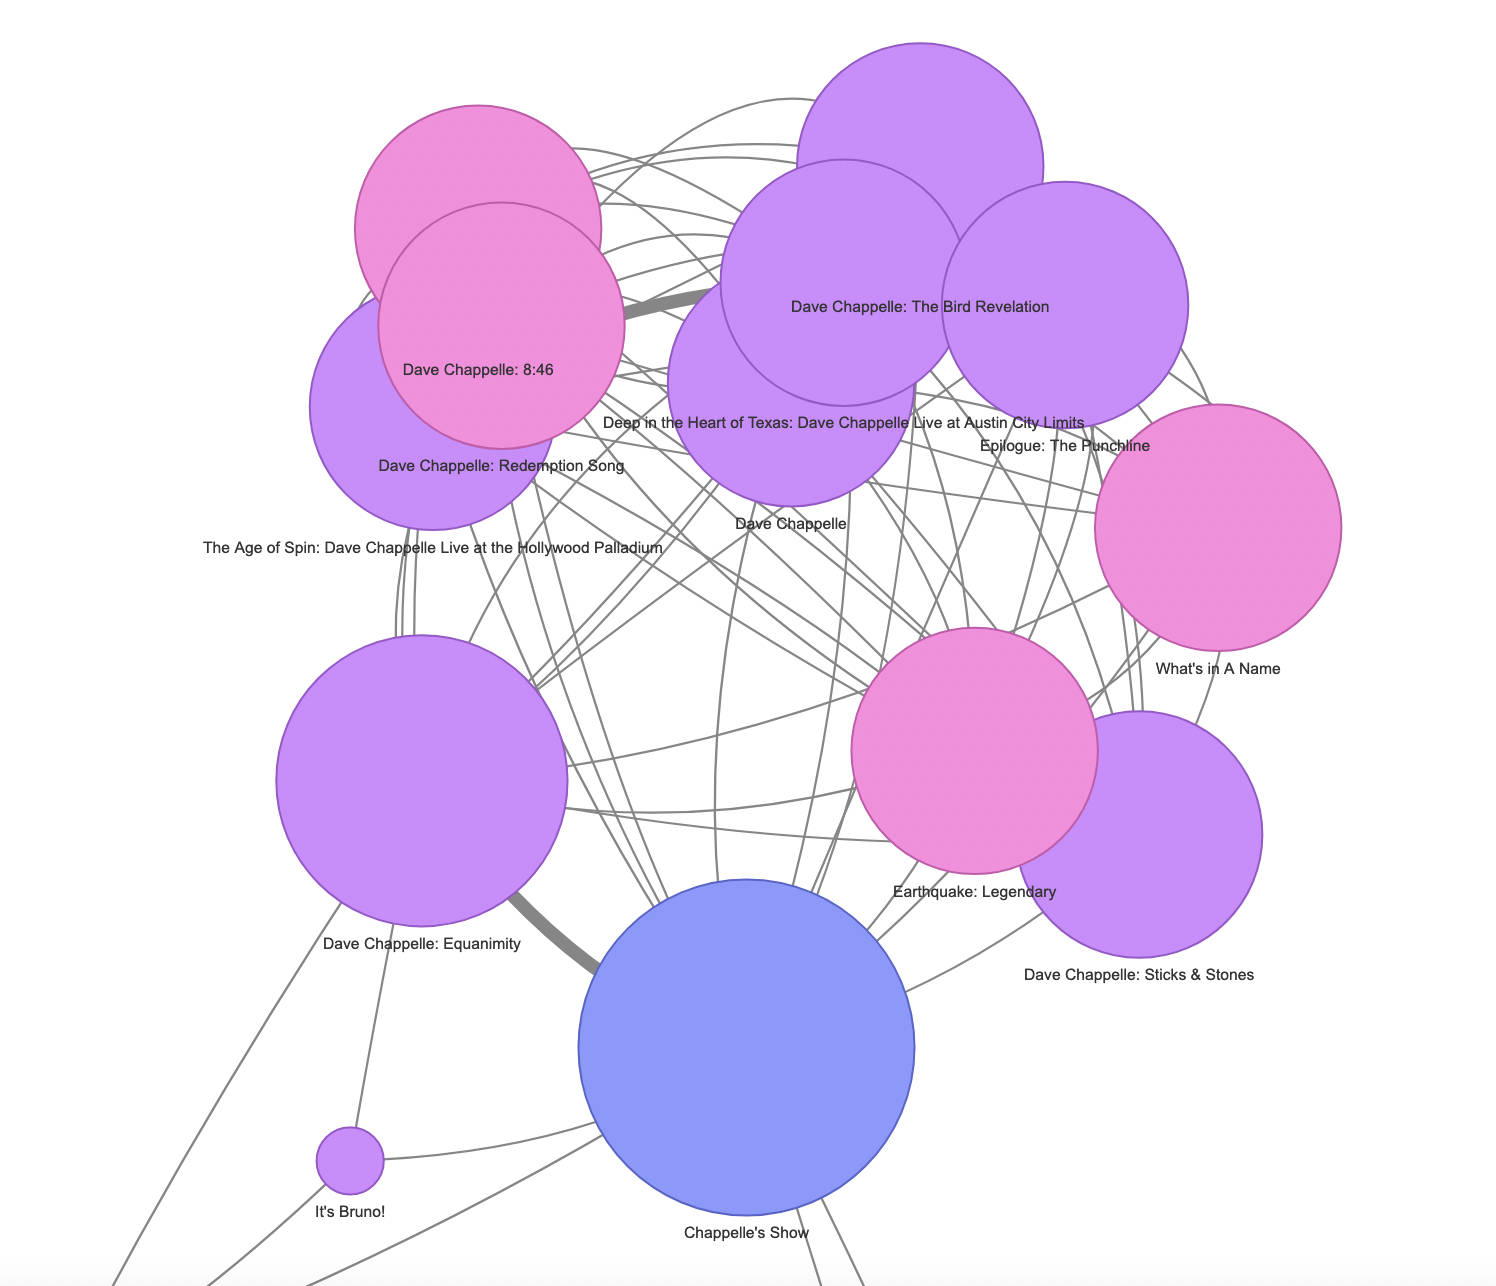 Dave Chappelle: The Bird Revelation
Dave Chappelle: 8:46
Deep in the Heart of Texas: Dave Chappelle Live at Austin City Limits
Epilogue: The Punchline
Dave Chappelle: Redemption Song
Dave Chappelle
The Age of Spin: Dave Chappelle Live at the Hollywood Palladium
What's in A Name
Earthquake: Legendary
Dave Chappelle: Equanimity
Dave Chappelle: Sticks & Stones
It's Bruno!
Chappelle's Show